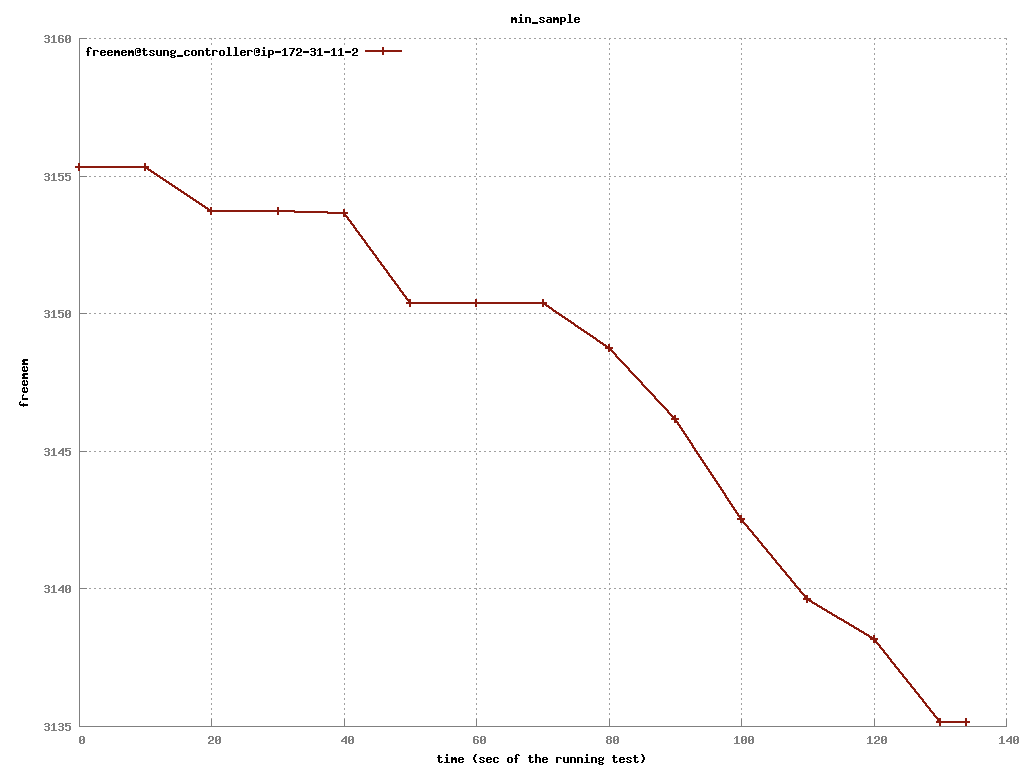 min_sample
freemem@tsung_controller@ip-172-31-11-2
3160
3155
3150
3145
3140
3135
freemem
0 20 40 60 80 100 120 140
time (sec of the running test)